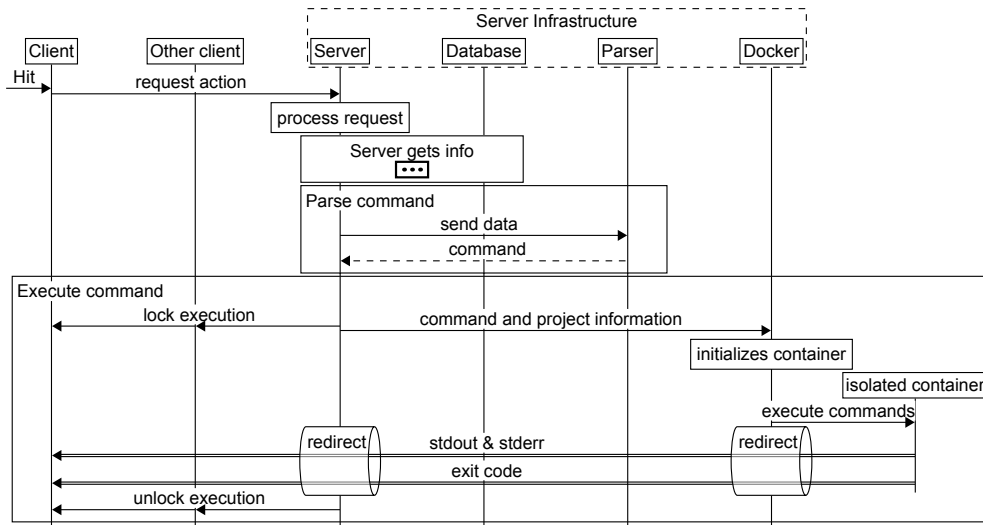 Server Infrastructure
Client
Other client
Server
Database
Parser
Docker
Hit
request action
process request
Server gets info
Parse command
send data
command
Execute command
lock execution
command and project information
initializes container
isolated container
execute commands
redirect
stdout & stderr
redirect
exit code
unlock execution